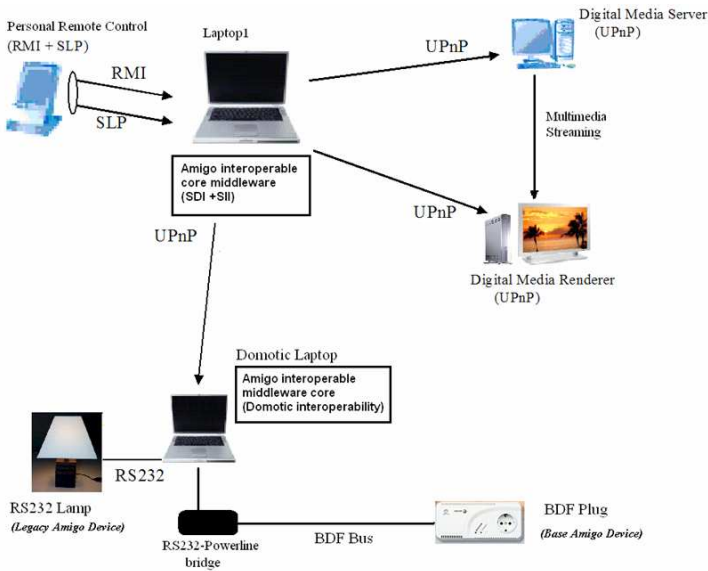 Personal Remote Control
(RMI + SLP)
Laptop1
Digital Media Server
(UPnP)
RMI
SLP
UPnP
Multimedia
Streaming
Amigo interoperable
core middleware
(SDI +SII)
UPnP
UPnP
Digital Media Renderer
(UPnP)
Domotic Laptop
Amigo interoperable
middleware core
(Domotic interoperability)
RS232
RS232 Lamp
(Legacy Amigo Device)
RS232-Powerline
bridge
BDF Bus
BDF Plug
(Base Amigo Device)